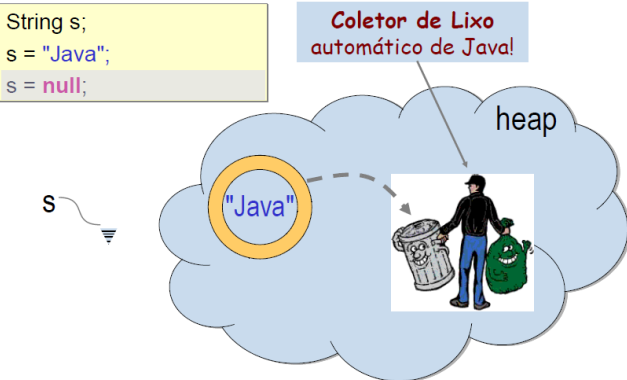 String s;
s = "Java";
s = null;
Coletor de Lixo
automático de Java!
heap
s
"Java"